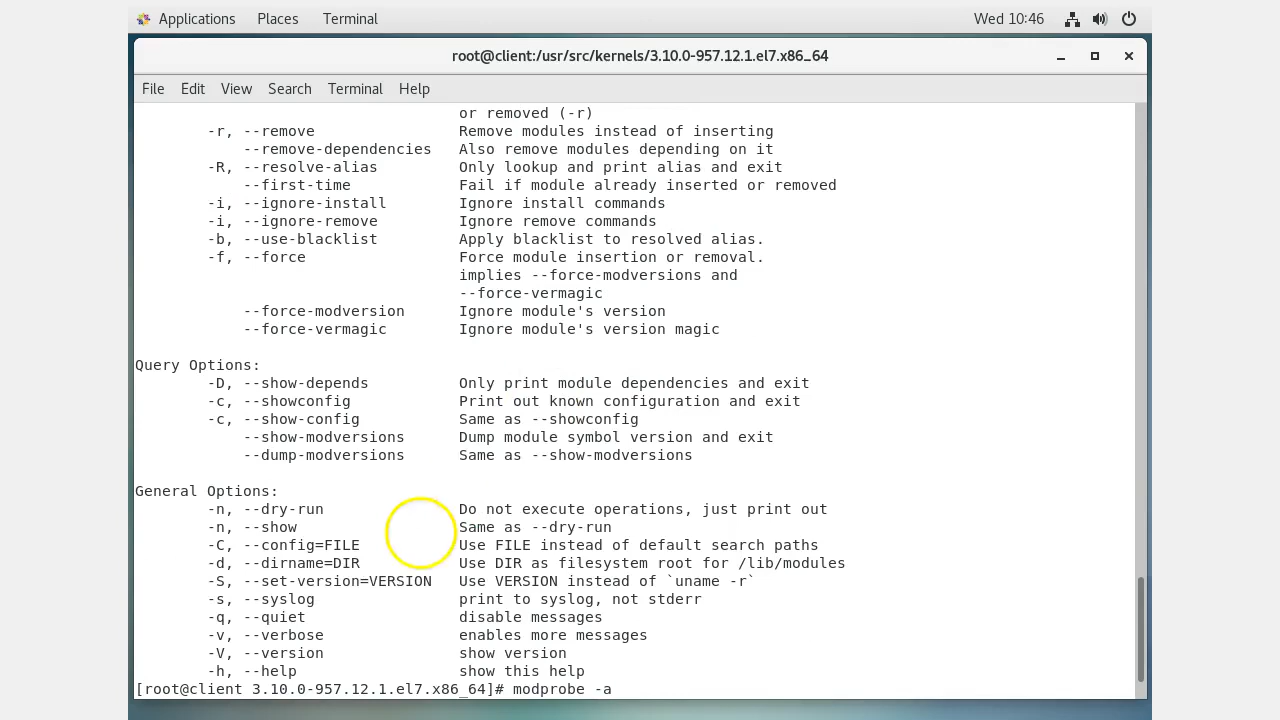 Applications Places Terminal Wed 10:46
root@client:/usr/src/kernels/3.10.0-957.12.1.el7.x86_64
File Edit View Search Terminal Help
or removed (-r)
-r, --remove Remove modules instead of inserting
--remove-dependencies Also remove modules depending on it
-R, --resolve-alias Only lookup and print alias and exit
--first-time Fail if module already inserted or removed
-i, --ignore-install Ignore install commands
-i, --ignore-remove Ignore remove commands
-b, --use-blacklist Apply blacklist to resolved alias.
-f, --force Force module insertion or removal.
implies --force-modversions and
--force-vermagic
--force-modversion Ignore module's version
--force-vermagic Ignore module's version magic
Query Options:
-D, --show-depends Only print module dependencies and exit
-c, --showconfig Print out known configuration and exit
-c, --show-config Same as --showconfig
--show-modversions Dump module symbol version and exit
--dump-modversions Same as --show-modversions
General Options:
-n, --dry-run Do not execute operations, just print out
-n, --show Same as --dry-run
-C, --config=FILE Use FILE instead of default search paths
-d, --dirname=DIR Use DIR as filesystem root for /lib/modules
-S, --set-version=VERSION Use VERSION instead of `uname -r`
-s, --syslog print to syslog, not stderr
-q, --quiet disable messages
-v, --verbose enables more messages
-V, --version show version
-h, --help show this help
[root@client 3.10.0-957.12.1.el7.x86_64]# modprobe -a